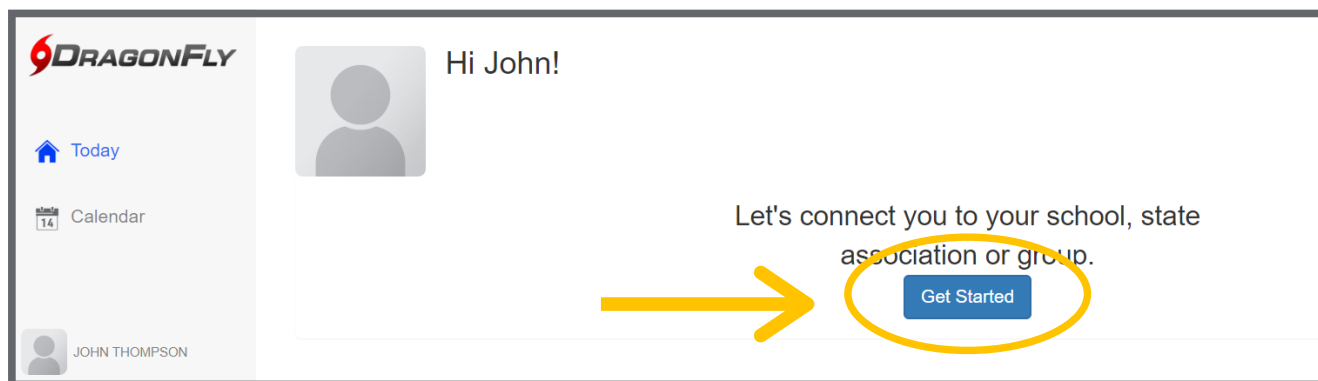 DRAGONFLY
Today
14 Calendar
JOHN THOMPSON
Hi John!
Let's connect you to your school, state
association or group.
Get Started